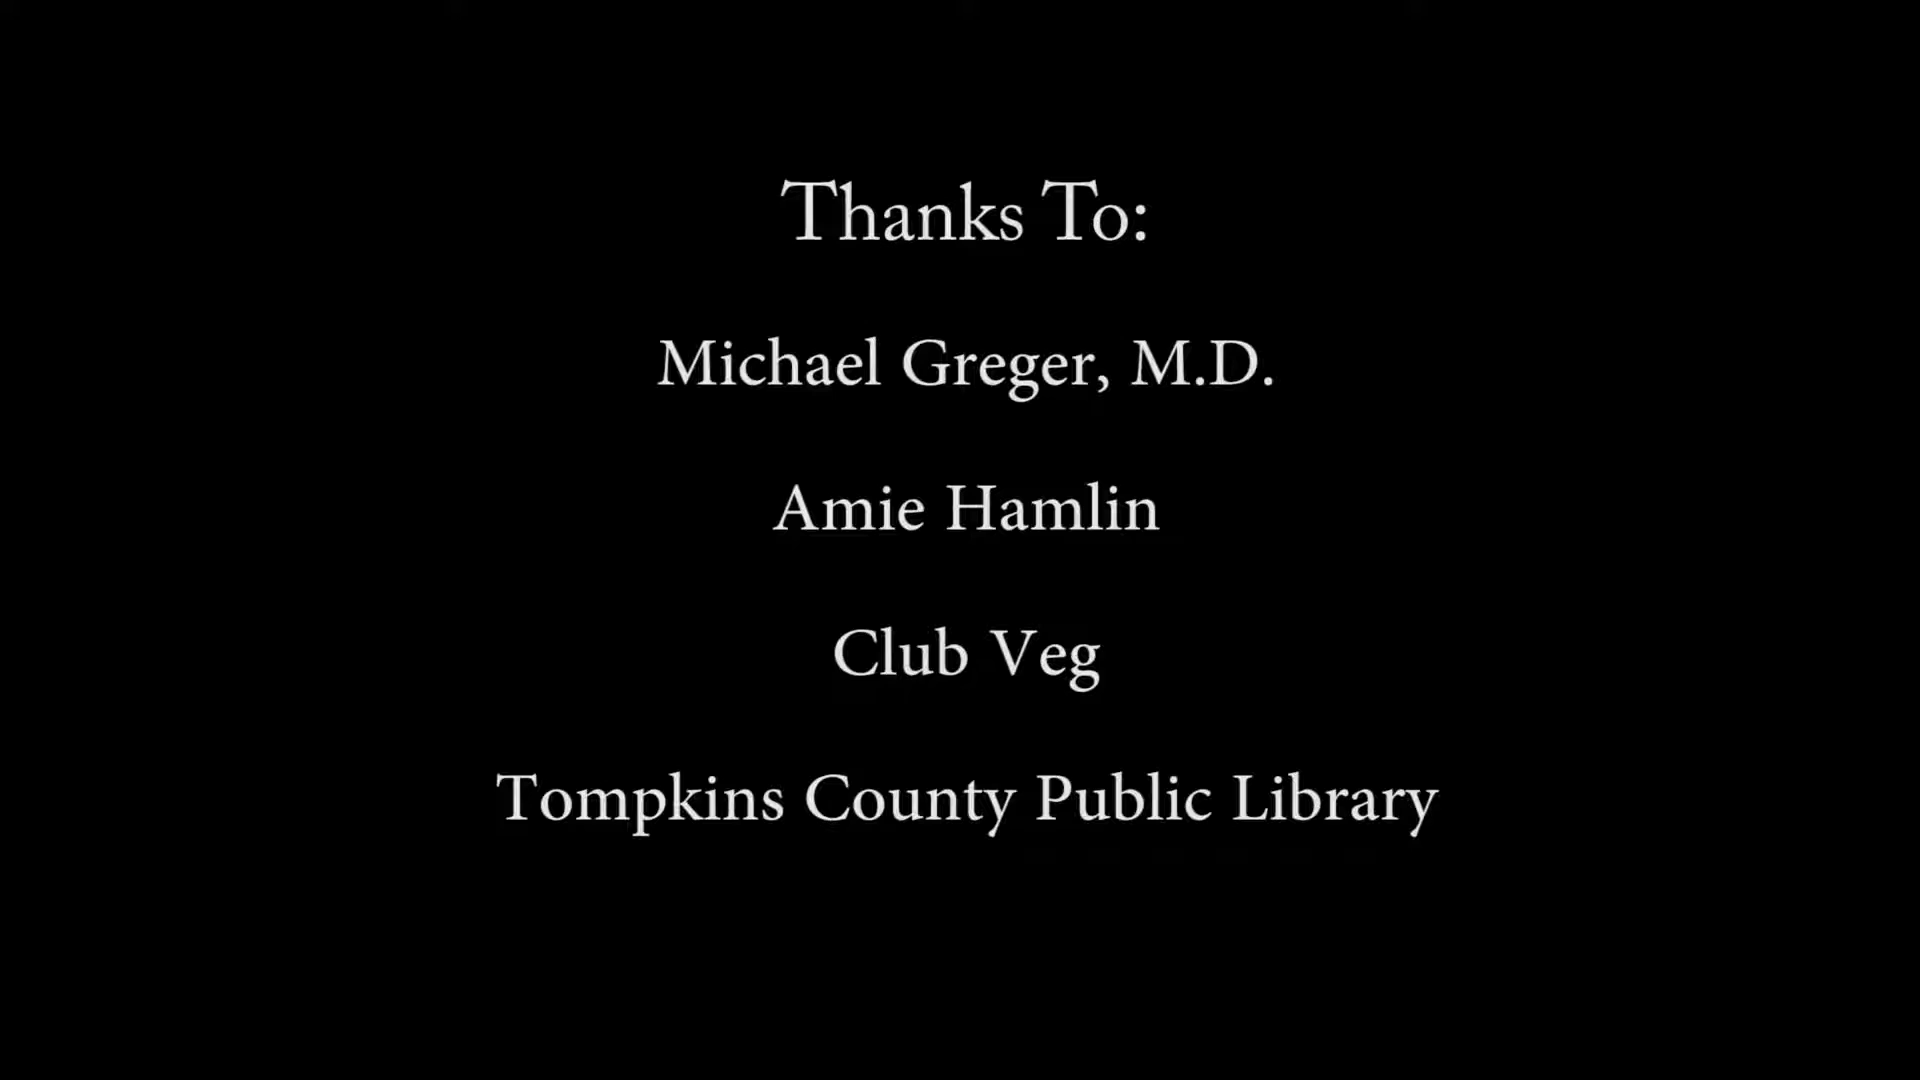 Thanks To:
Michael Greger, M.D.
Amie Hamlin
Club Veg
Tompkins County Public Library